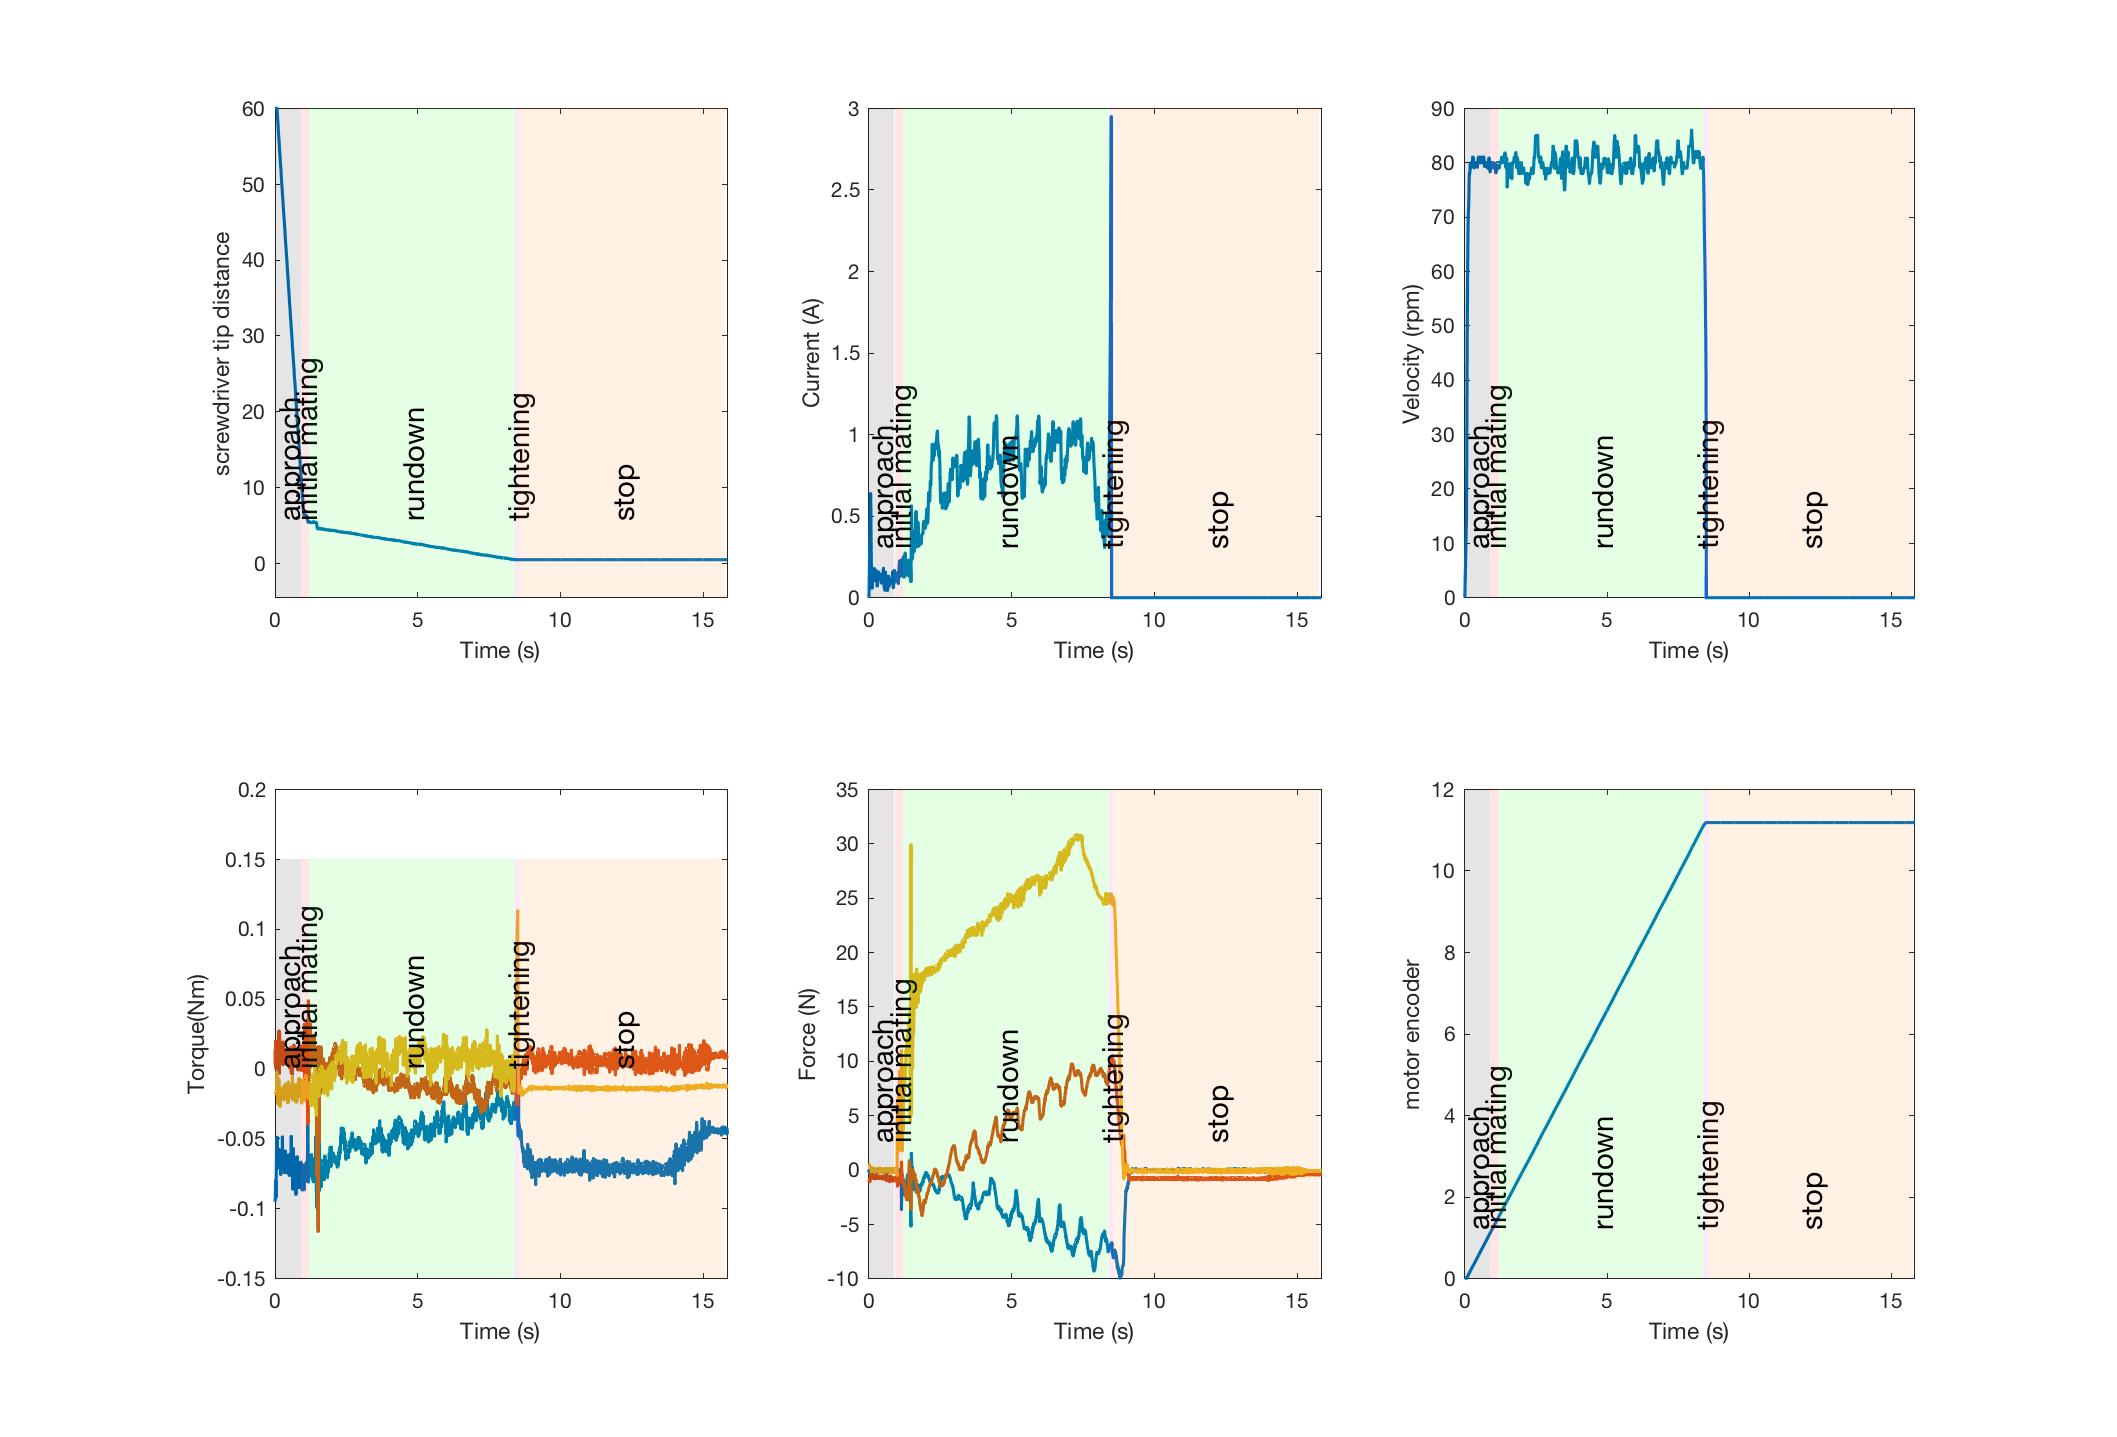 60
50
40
30
20
10
0
screwdriver tip distance
approach
initial mating
rundown
tightening
stop
0 5 10 15
Time (s)
3
2.5
2
1.5
1
0.5
0
Current (A)
approach
initial mating
rundown
tightening
stop
0 5 10 15
Time (s)
90
80
70
60
50
40
30
20
10
0
Velocity (rpm)
approach
initial mating
rundown
tightening
stop
0 5 10 15
Time (s)
0.2
0.15
0.1
0.05
0
-0.05
-0.1
-0.15
Torque(Nm)
approach
initial mating
rundown
tightening
stop
0 5 10 15
Time (s)
35
30
25
20
15
10
5
0
-5
-10
Force (N)
approach
initial mating
rundown
tightening
stop
0 5 10 15
Time (s)
12
10
8
6
4
2
0
motor encoder
approach
initial mating
rundown
tightening
stop
0 5 10 15
Time (s)